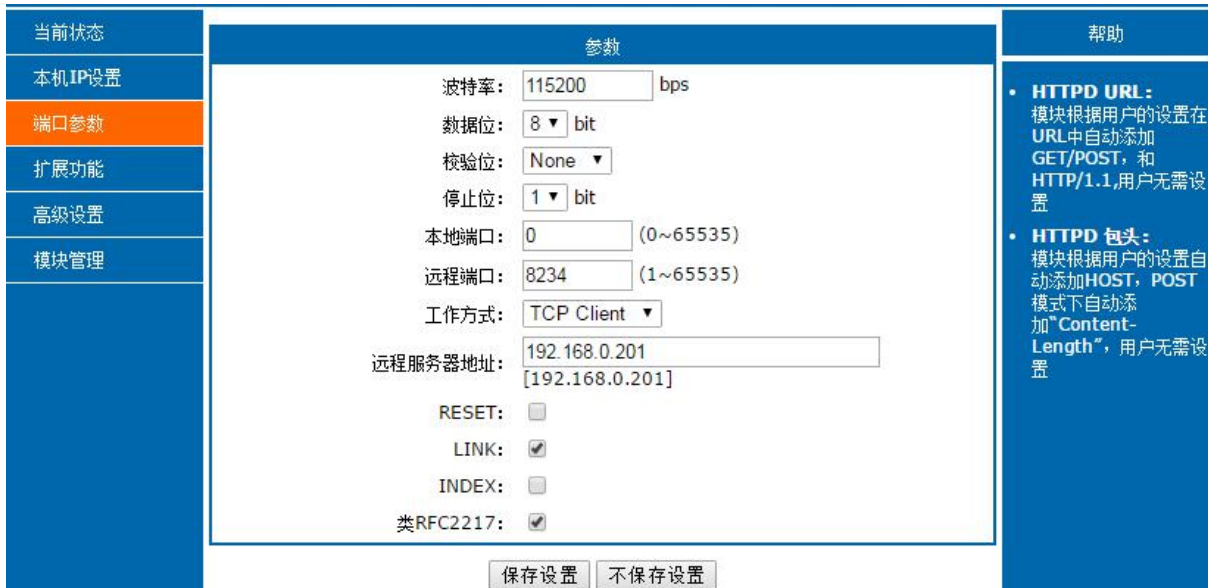 当前状态
本机IP设置
端口参数
扩展功能
高级设置
模块管理
参数
波特率： 115200 bps
数据位： 8 bit
校验位： None
停止位： 1 bit
本地端口： 0 (0~65535)
远程端口： 8234 (1~65535)
工作方式： TCP Client
远程服务器地址： 192.168.0.201
[192.168.0.201]
RESET：
LINK：
INDEX：
类RFC2217：
保存设置 不保存设置
帮助
• HTTPD URL：
模块根据用户的设置在
URL中自动添加
GET/POST，和
HTTP/1.1,用户无需设
置
• HTTPD 包头：
模块根据用户的设置自
动添加HOST，POST
模式下自动添
加“Content-
Length”，用户无需设
置